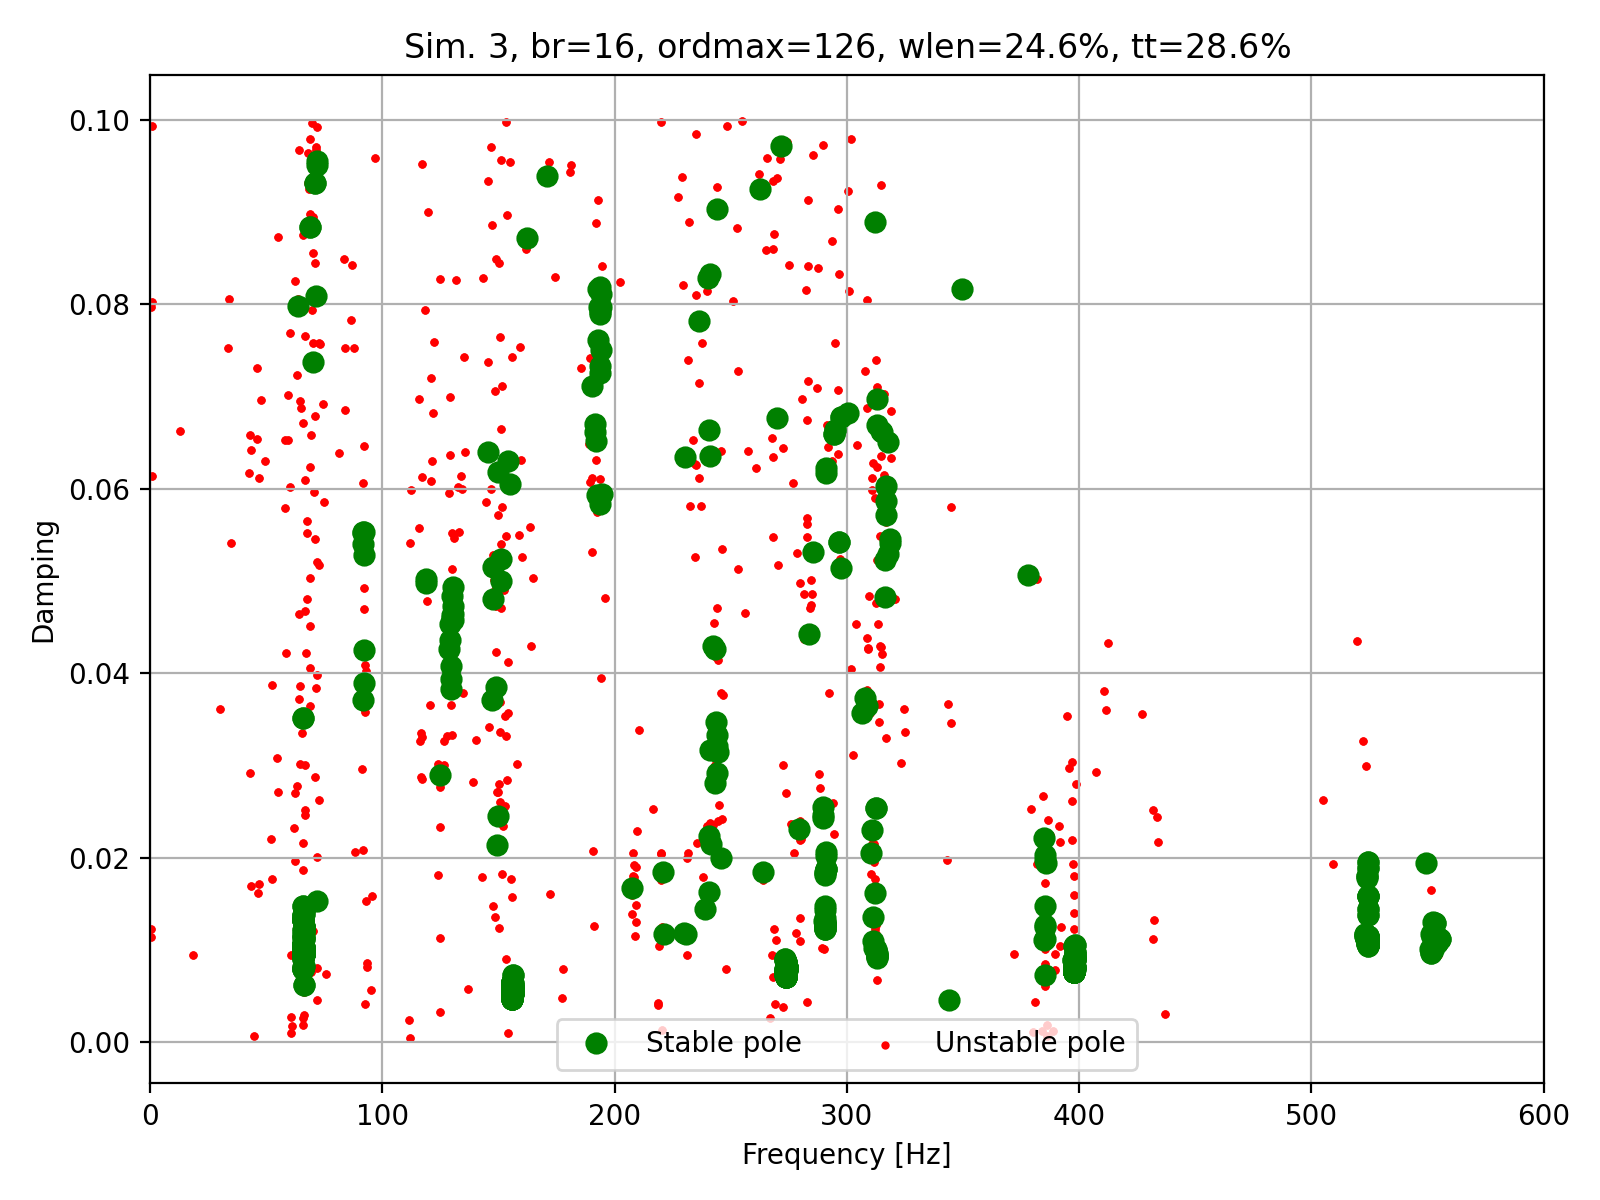 Sim. 3, br=16, ordmax=126, wlen=24.6%, tt=28.6%
0.10
0.08
0.06
0.04
0.02
0.00
Damping
Stable pole
Unstable pole
0
100
200
300
400
500
600
Frequency [Hz]